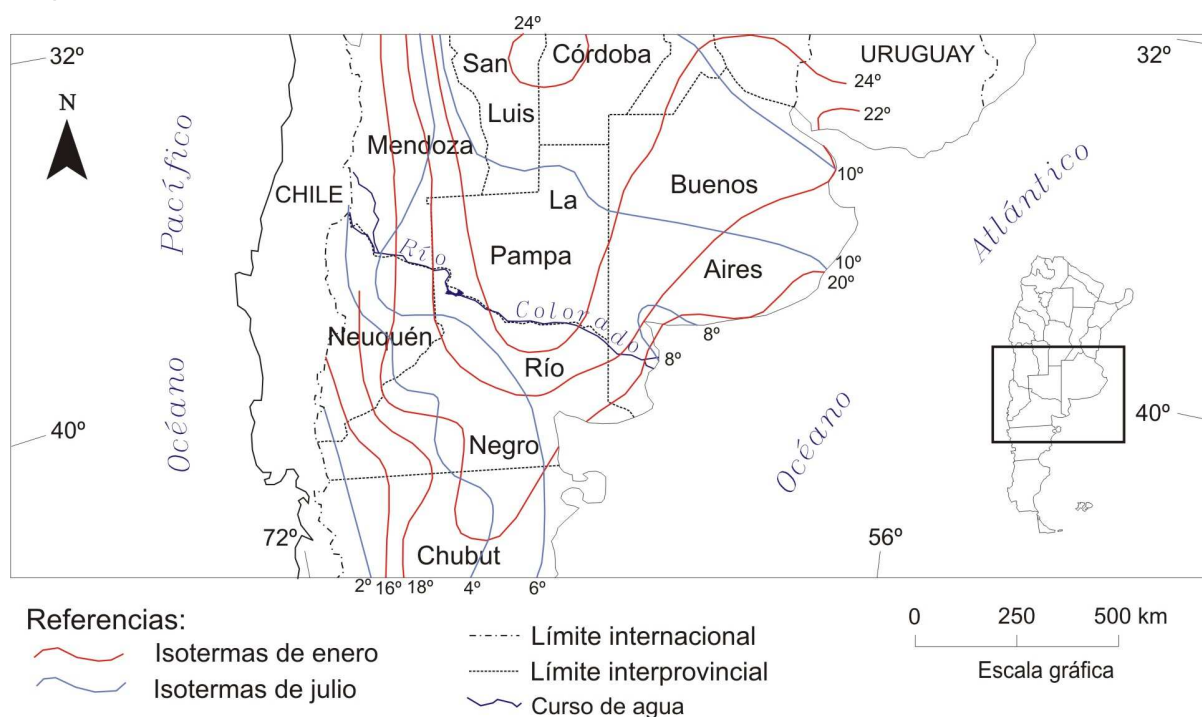 24º
San
Córdoba
URUGUAY
32º
32º
N
24º
Luis
22º
Mendoza
10º
CHILE
La
Buenos
Pacífico
Atlántico
Río
Pampa
Aires
10º
20º
Colorado
Neuquén
8º
8º
Río
Océano
40º
Negro
40º
Océano
72º
Chubut
56º
2º
16º
18º
4º
6º
Referencias:
Isotermas de enero
Isotermas de julio
Límite internacional
Límite interprovincial
Curso de agua
0 250 500 km
Escala gráfica